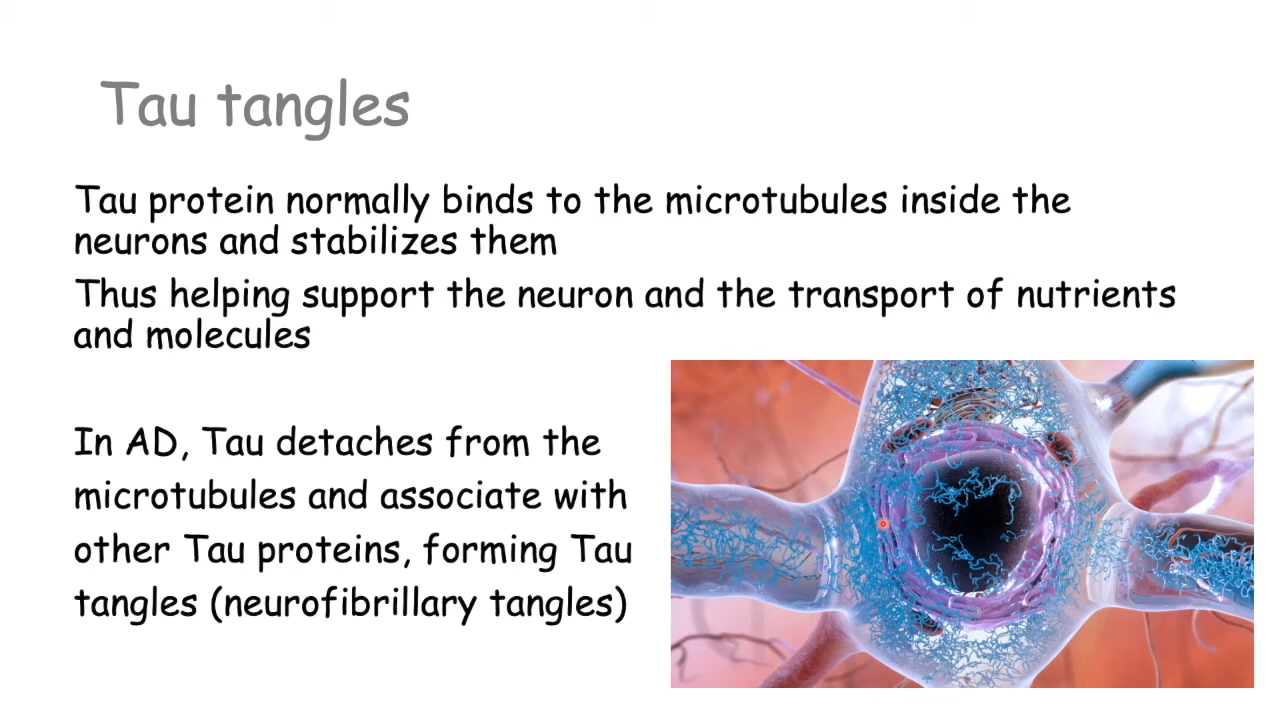 Tau tangles
Tau protein normally binds to the microtubules inside the
neurons and stabilizes them
Thus helping support the neuron and the transport of nutrients
and molecules
In AD, Tau detaches from the
microtubules and associate with
other Tau proteins, forming Tau
tangles (neurofibrillary tangles)